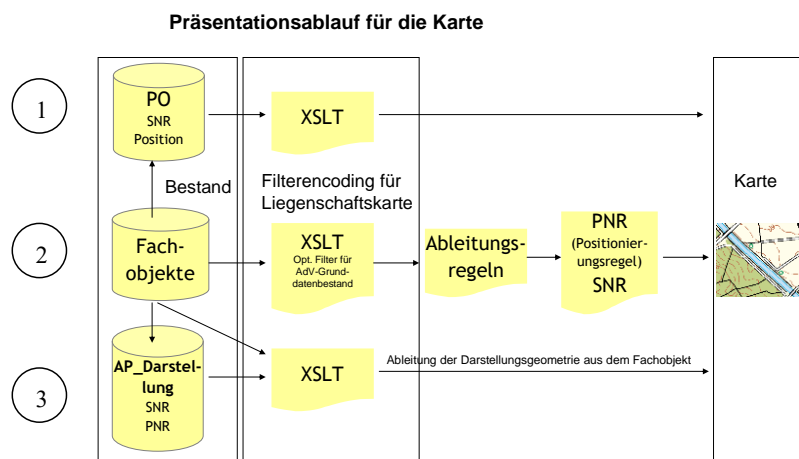 Präsentationsablauf für die Karte
1
PO
SNR
Position
XSLT
Bestand
Filterencoding für
Liegenschaftskarte
Karte
2
Fach-
objekte
XSLT
Opt. Filter für
AdV-Grund-
datenbestand
Ableitungs-
regeln
PNR
(Positionier-
ungsregel)
SNR
3
AP_Darstel-
lung
SNR
PNR
XSLT
Ableitung der Darstellungsgeometrie aus dem Fachobjekt